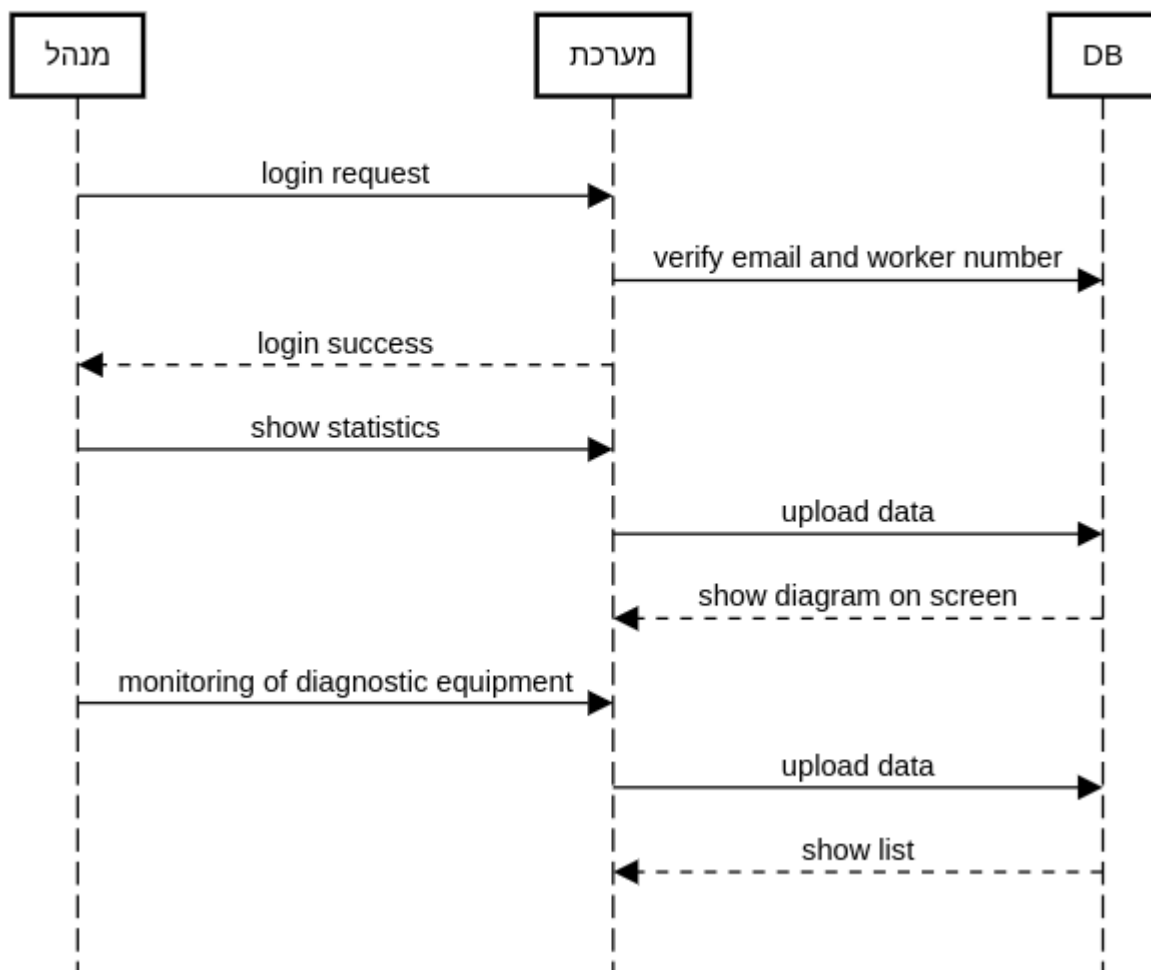 מנהל
מערכת
DB
login request
verify email and worker number
login success
show statistics
upload data
show diagram on screen
monitoring of diagnostic equipment
upload data
show list